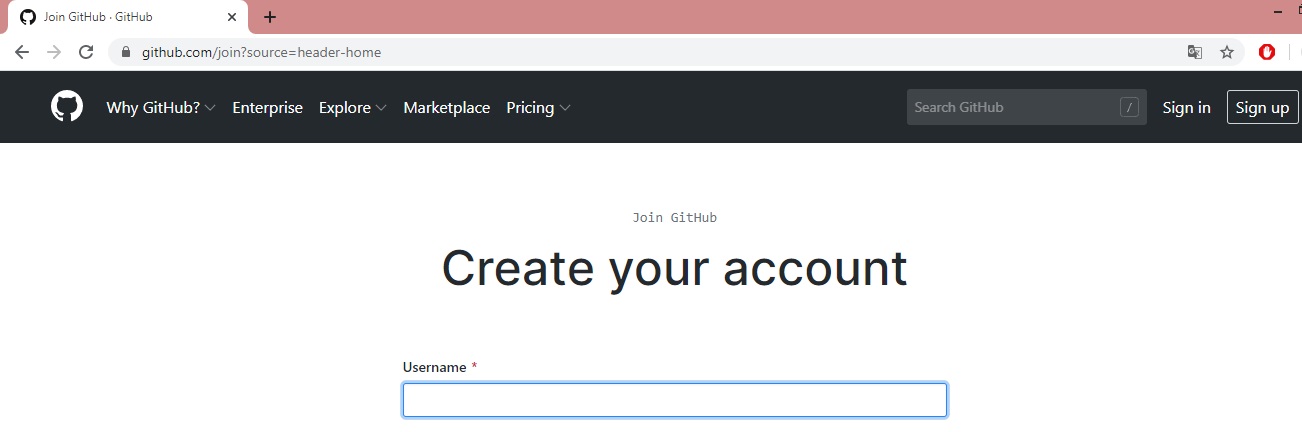 Join GitHub · GitHub
github.com/join?source=header-home
Why GitHub? Enterprise Explore Marketplace Pricing Search GitHub / Sign in Sign up
Join GitHub
Create your account
Username *